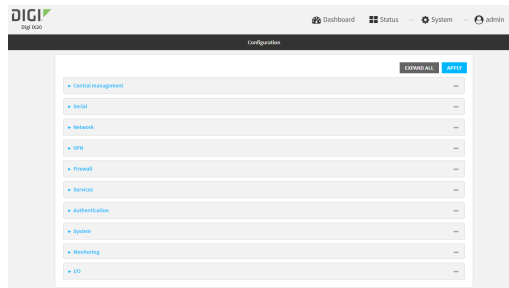 DIGI
Digi IX10
Dashboard
Status
System
admin
Configuration
EXPAND ALL
APPLY
Central management
Serial
Network
VPN
Firewall
Services
Authentication
System
Monitoring
I/O